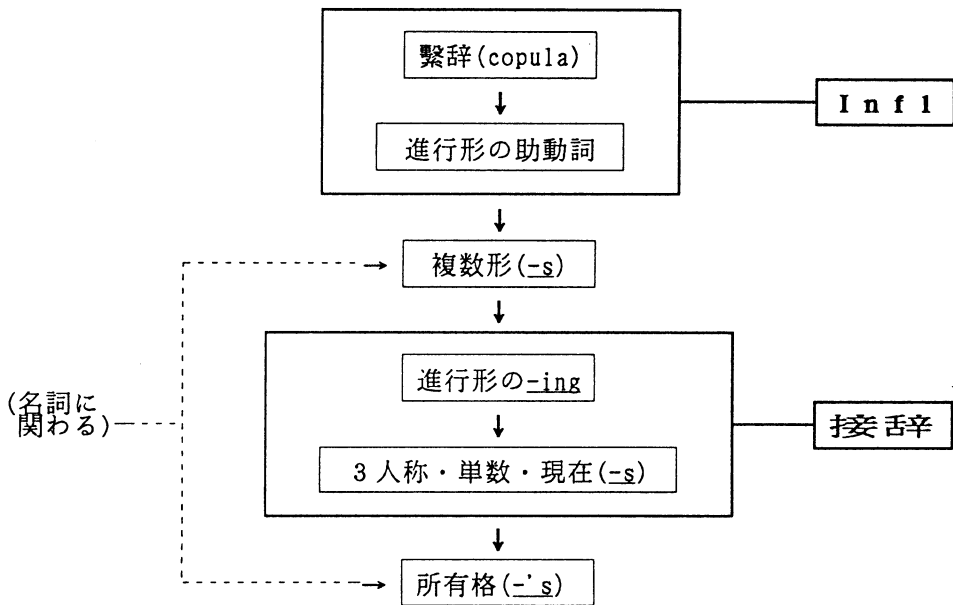 繋辞(copula)
Infl
進行形の助動詞
複数形(-s)
進行形の-ing
(名詞に
関わる)
接辞
3人称・単数・現在(-s)
所有格(-'s)